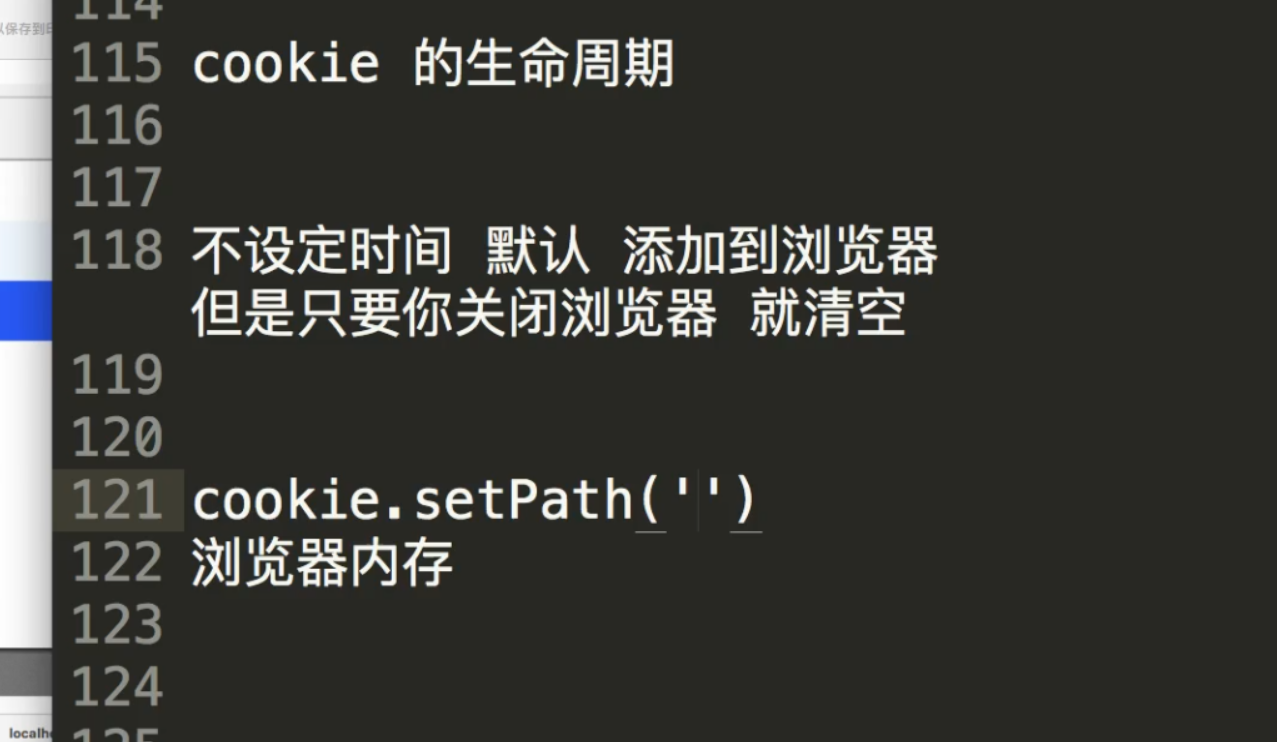 以保存到
114
115 cookie 的生命周期
116
117
118 不设定时间 默认 添加到浏览器
但是只要你关闭浏览器 就清空
119
120
121 cookie.setPath('')
122 浏览器内存
123
124
125
localh